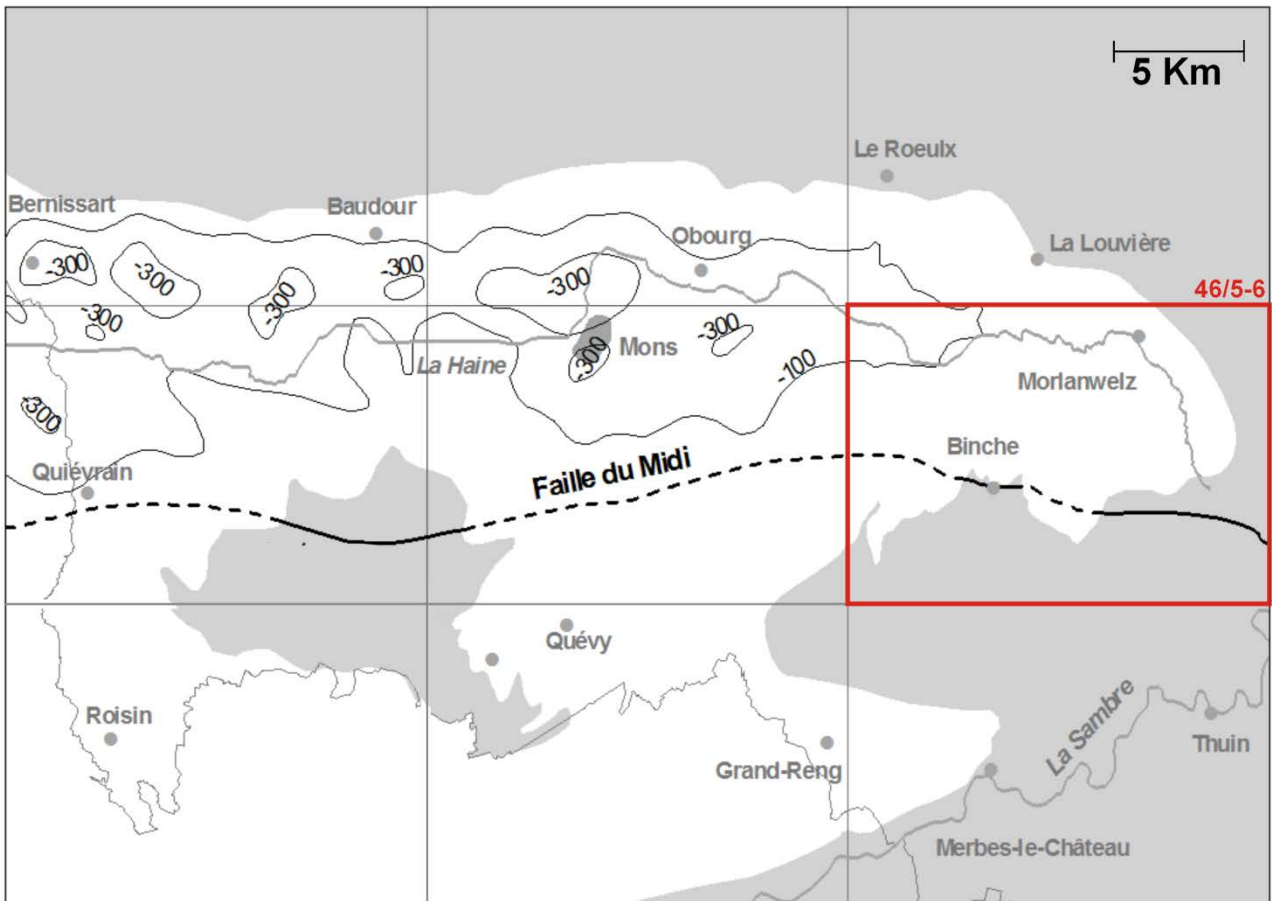 5 Km
Le Roeulx
Bernissart
Baudour
Obourg
La Louvière
-300
-300
-300
-300
-300
46/5-6
-300
-300
Mons
-300
La Haine
-100
Morlanwelz
-300
Binche
Quiévrain
Faille du Midi
Quévy
Roisin
La Sambre
Thuin
Grand-Reng
Merbes-le-Château